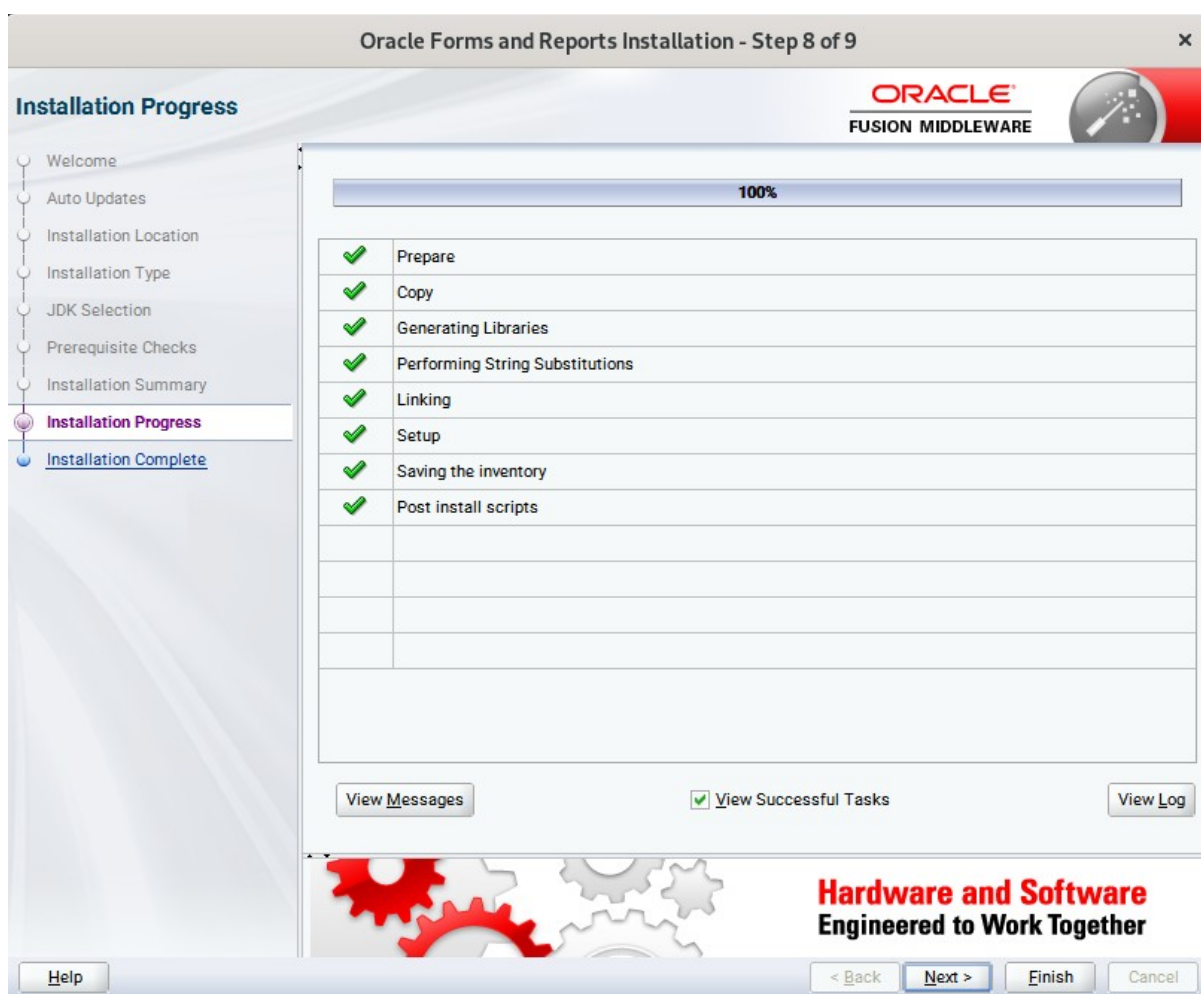 Oracle Forms and Reports Installation - Step 8 of 9
Installation Progress
ORACLE®
FUSION MIDDLEWARE
Welcome
Auto Updates
Installation Location
Installation Type
JDK Selection
Prerequisite Checks
Installation Summary
Installation Progress
Installation Complete
100%
Prepare
Copy
Generating Libraries
Performing String Substitutions
Linking
Setup
Saving the inventory
Post install scripts
View Messages
View Successful Tasks
View Log
Hardware and Software
Engineered to Work Together
Help
< Back
Next >
Finish
Cancel